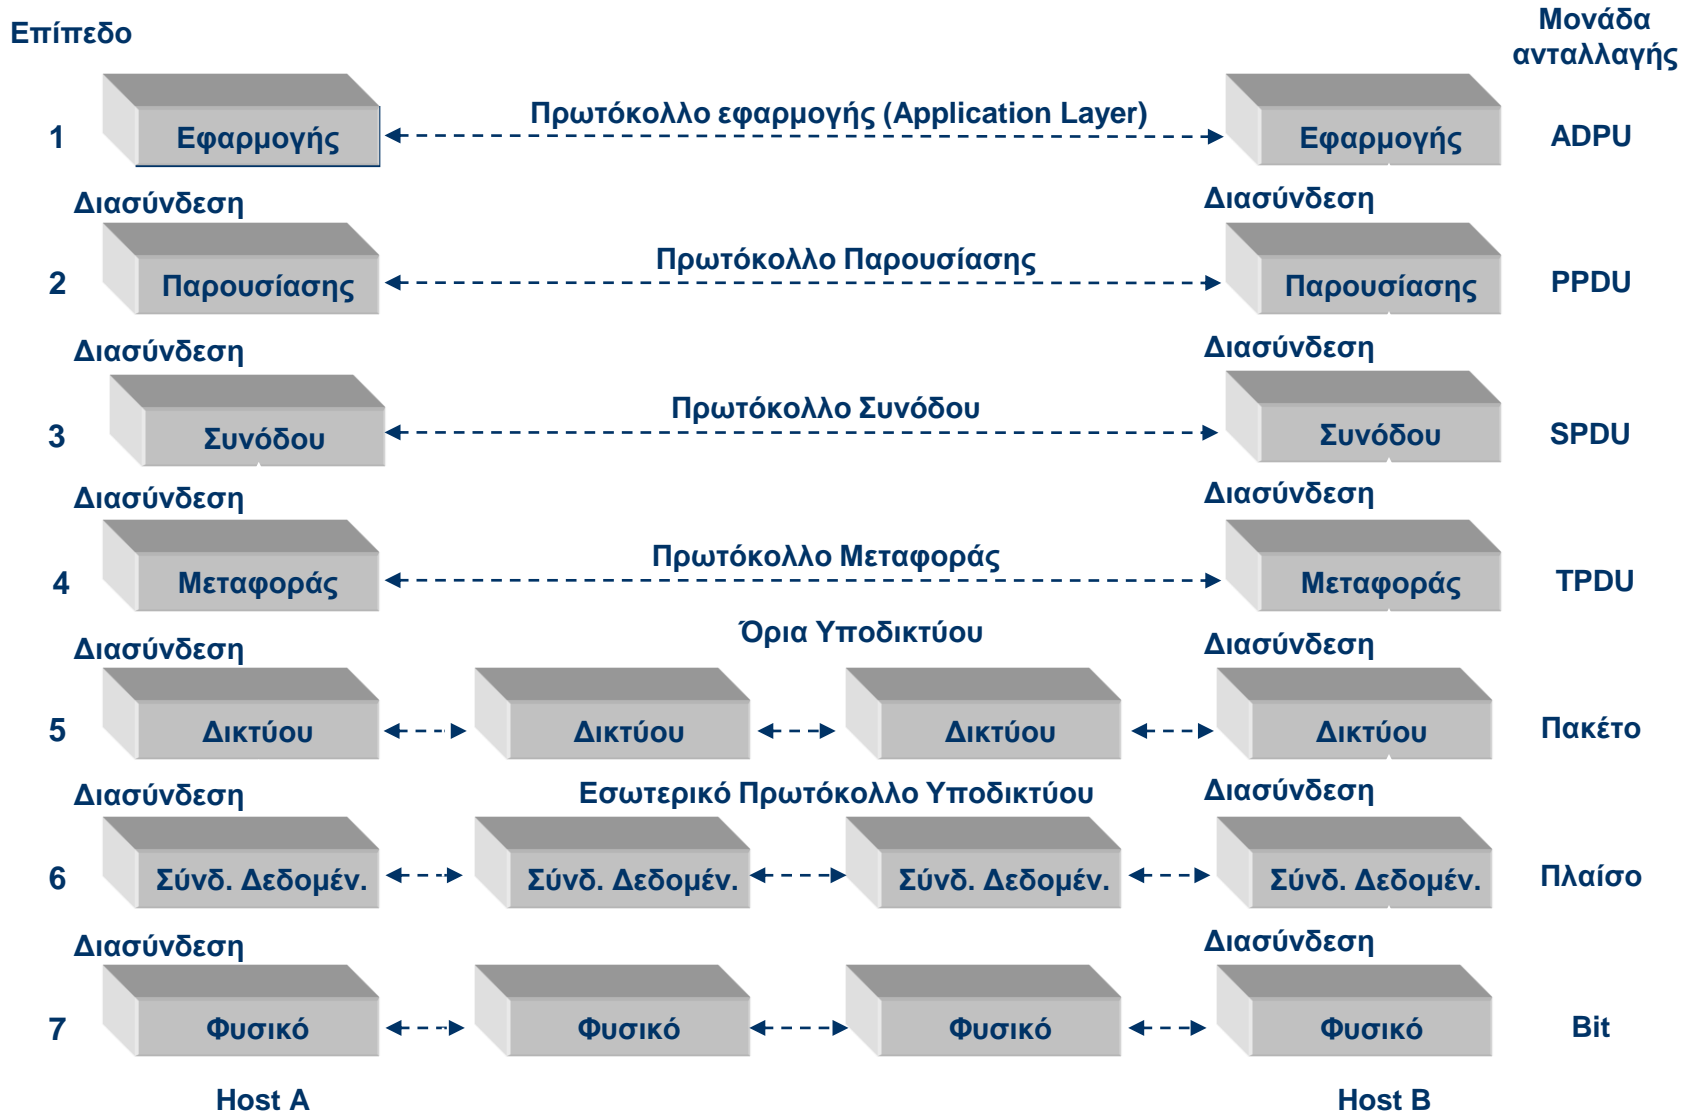 Επίπεδο
Μονάδα
ανταλλαγής
Πρωτόκολλο εφαρμογής (Application Layer)
1 Εφαρμογής Εφαρμογής ADPU
Διασύνδεση Διασύνδεση
Πρωτόκολλο Παρουσίασης
2 Παρουσίασης Παρουσίασης PPDU
Διασύνδεση Διασύνδεση
Πρωτόκολλο Συνόδου
3 Συνόδου Συνόδου SPDU
Διασύνδεση Διασύνδεση
Πρωτόκολλο Μεταφοράς
4 Μεταφοράς Μεταφοράς TPDU
Όρια Υποδικτύου
Διασύνδεση Διασύνδεση
5 Δικτύου Δικτύου Δικτύου Δικτύου Πακέτο
Διασύνδεση Εσωτερικό Πρωτόκολλο Υποδικτύου Διασύνδεση
6 Σύνδ. Δεδομέν. Σύνδ. Δεδομέν. Σύνδ. Δεδομέν. Σύνδ. Δεδομέν. Πλαίσο
Διασύνδεση Διασύνδεση
7 Φυσικό Φυσικό Φυσικό Φυσικό Bit
Host A Host B